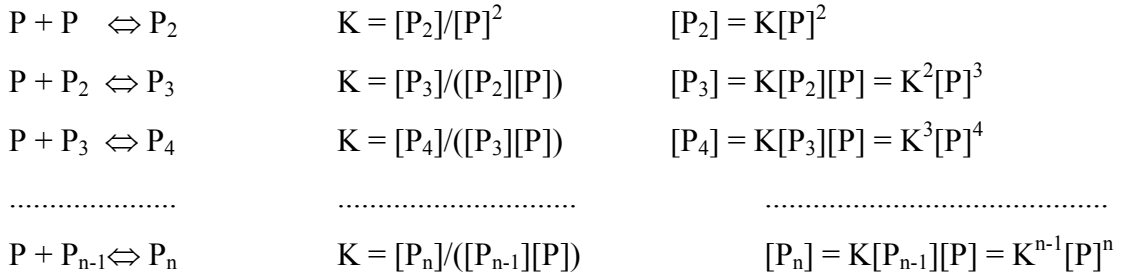 P + P ⇔ P₂ K = [P₂]/[P]² [P₂] = K[P]²
P + P₂ ⇔ P₃ K = [P₃]/([P₂][P]) [P₃] = K[P₂][P] = K²[P]³
P + P₃ ⇔ P₄ K = [P₄]/([P₃][P]) [P₄] = K[P₃][P] = K³[P]⁴
..................... ............................. .........................................
P + Pₙ₋₁⇔ Pₙ K = [Pₙ]/([Pₙ₋₁][P]) [Pₙ] = K[Pₙ₋₁][P] = Kⁿ⁻¹[P]ⁿ